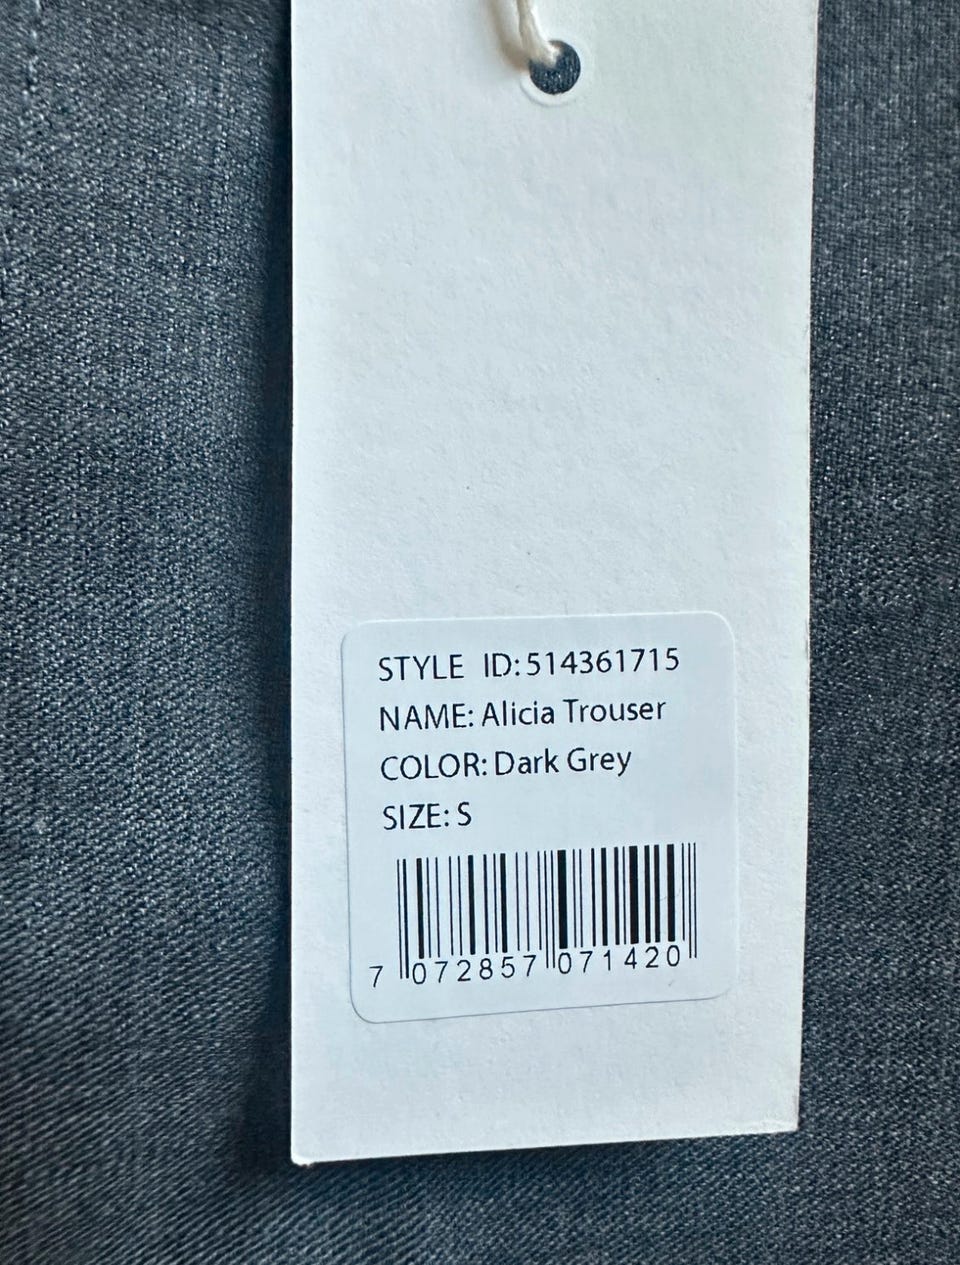 STYLE ID:514361715
NAME: Alicia Trouser
COLOR: Dark Grey
SIZE: S
7 072857 071420